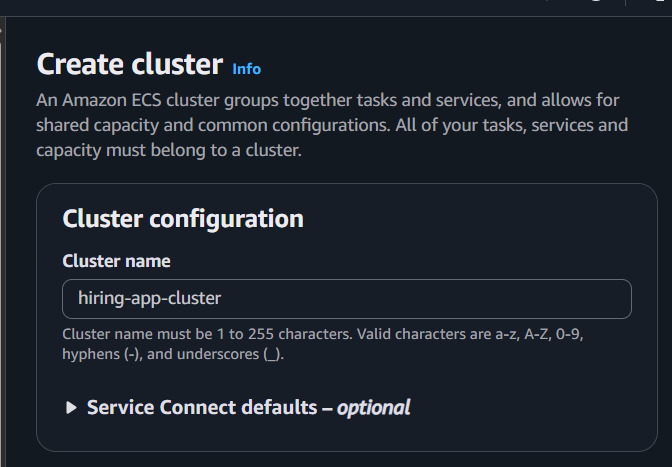 Create cluster Info
An Amazon ECS cluster groups together tasks and services, and allows for
shared capacity and common configurations. All of your tasks, services and
capacity must belong to a cluster.
Cluster configuration
Cluster name
hiring-app-cluster
Cluster name must be 1 to 255 characters. Valid characters are a-z, A-Z, 0-9,
hyphens (-), and underscores (_).
Service Connect defaults – optional